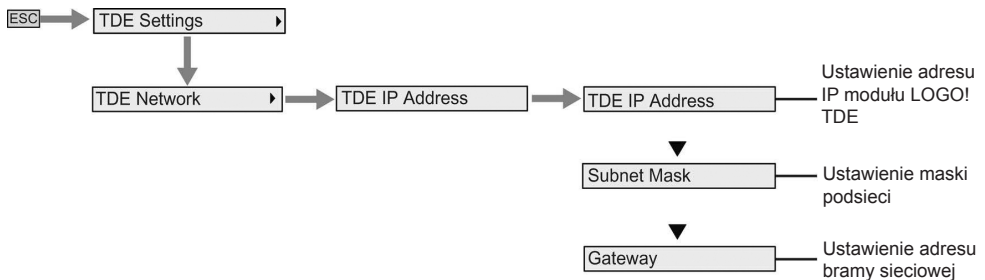 ESC
TDE Settings
TDE Network
TDE IP Address
TDE IP Address
Ustawienie adresu
IP modułu LOGO!
TDE
Subnet Mask
Ustawienie maski
podsieci
Gateway
Ustawienie adresu
bramy sieciowej